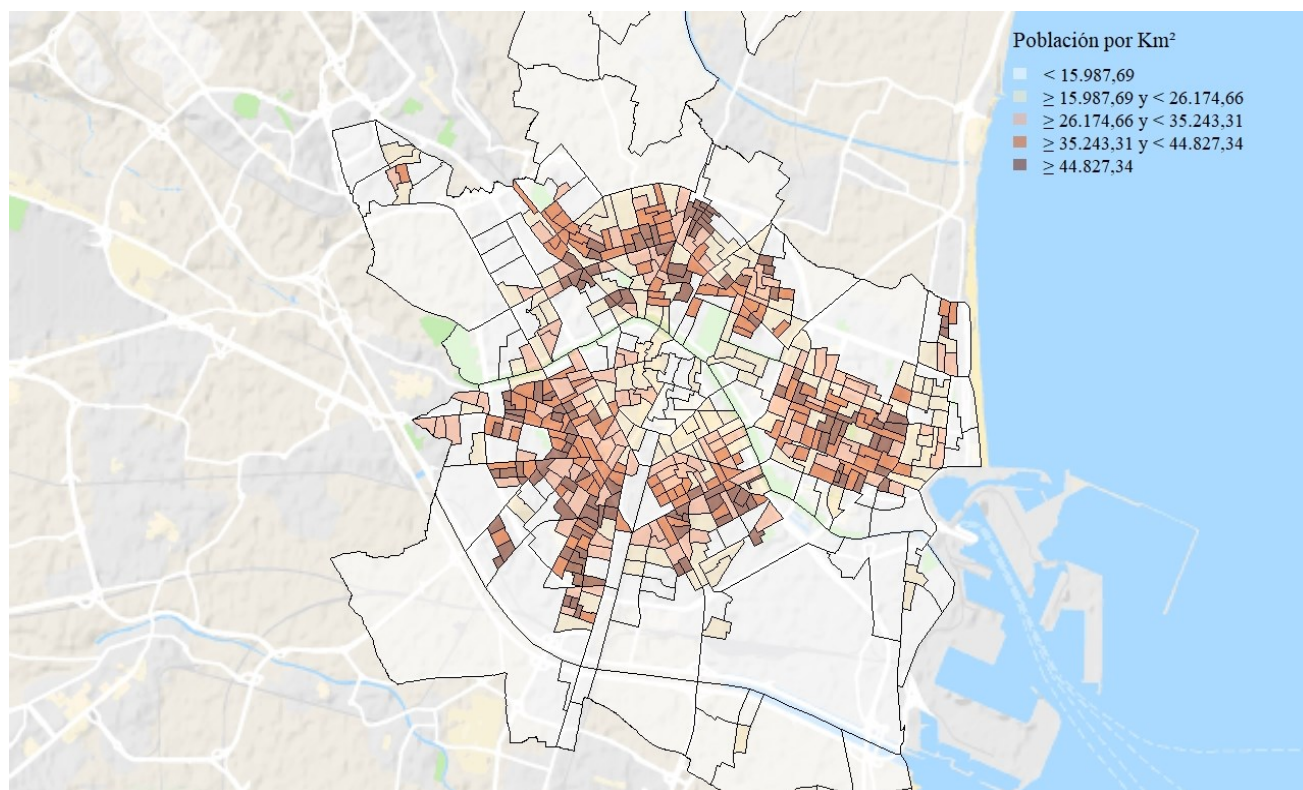 Población por Km²
< 15.987,69
≥ 15.987,69 y < 26.174,66
≥ 26.174,66 y < 35.243,31
≥ 35.243,31 y < 44.827,34
≥ 44.827,34